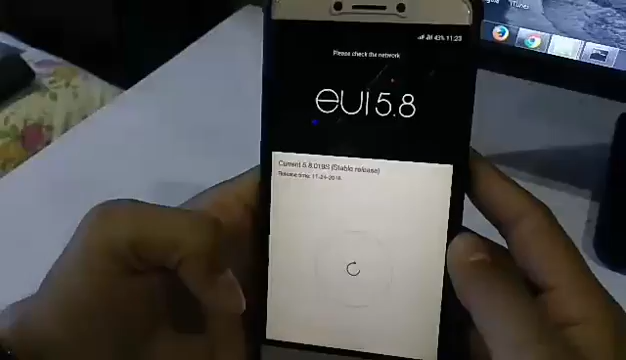 iTunes
43% 11:23
Please check the network
eui 5.8
Current 5.8.019S (Stable release)
Release time: 11-24-2016